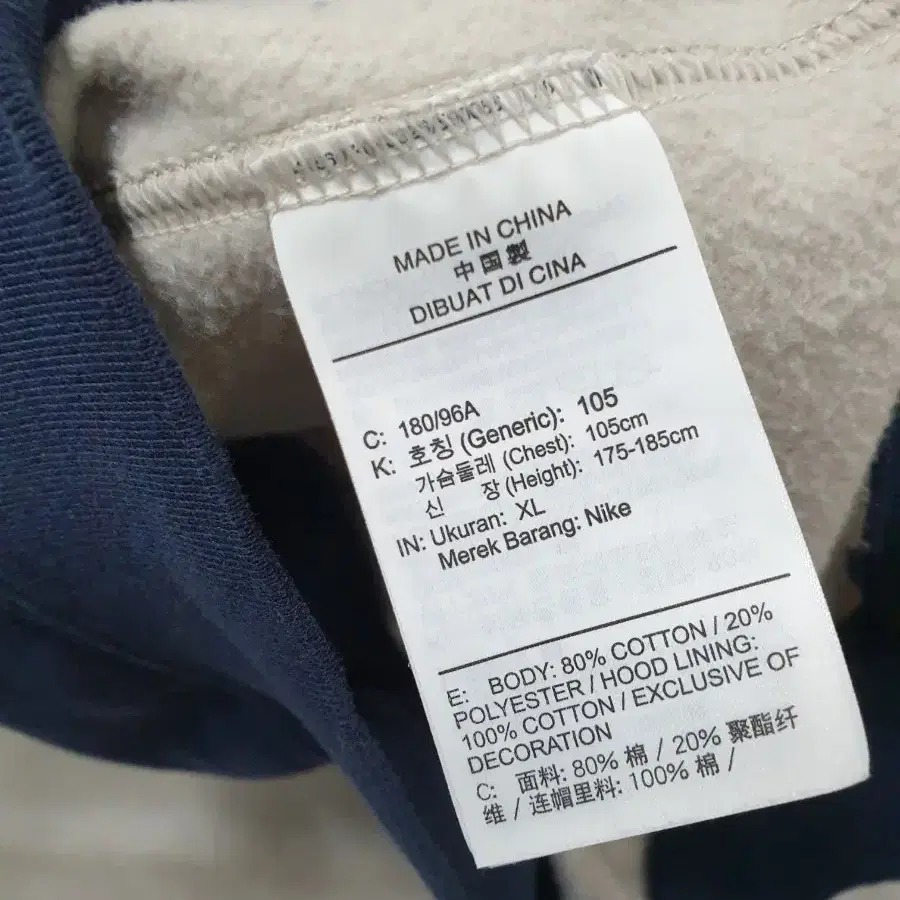 MADE IN CHINA
中国製
DIBUAT DI CINA
C: 180/96A
K: 호칭 (Generic): 105
가슴둘레 (Chest): 105cm
신 장 (Height): 175-185cm
IN: Ukuran: XL
Merek Barang: Nike
E: BODY: 80% COTTON / 20%
POLYESTER / HOOD LINING:
100% COTTON / EXCLUSIVE OF
DECORATION
C: 面料: 80% 棉 / 20% 聚酯纤
维 / 连帽里料: 100% 棉 /